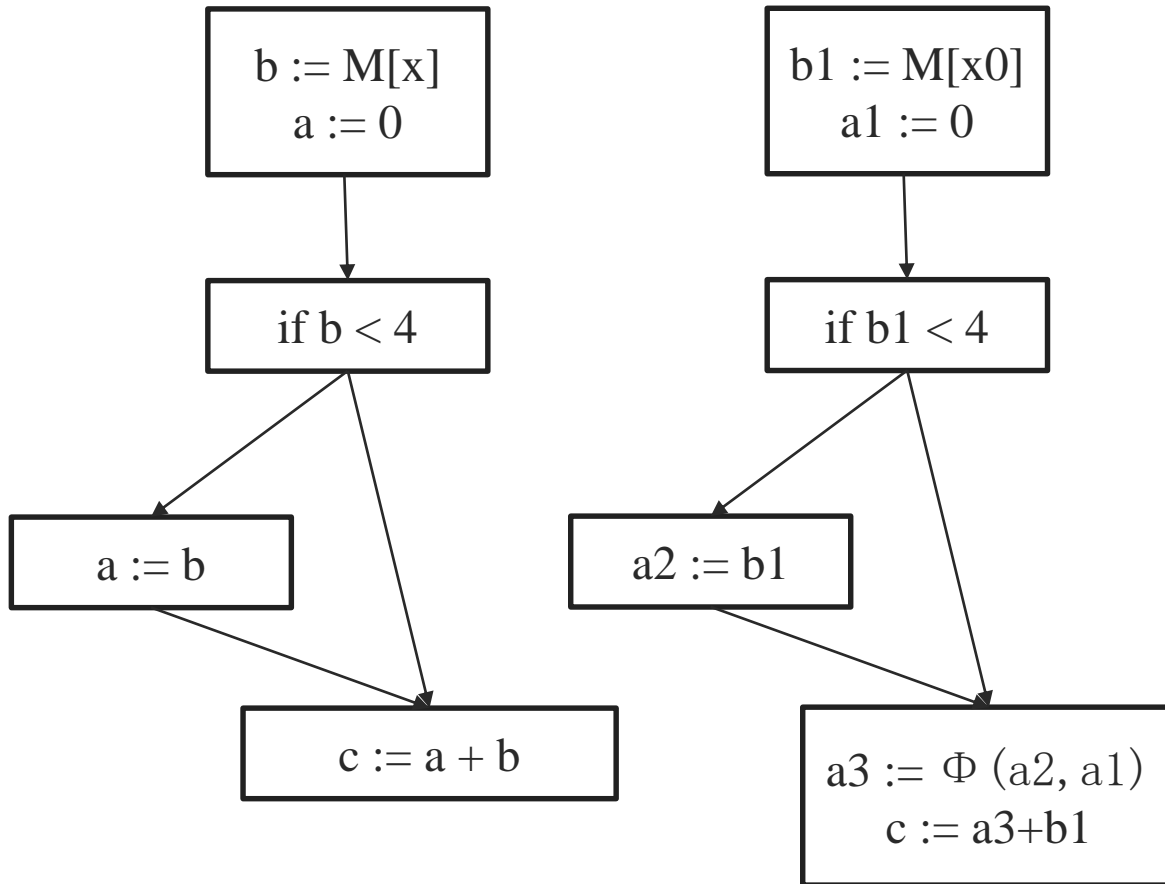 b := M[x]
a := 0
if b < 4
a := b
c := a + b
b1 := M[x0]
a1 := 0
if b1 < 4
a2 := b1
a3 := Φ (a2, a1)
c := a3+b1